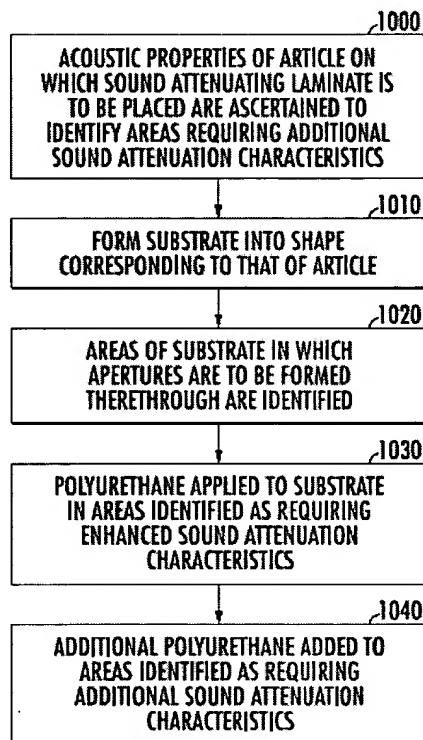 1000
ACOUSTIC PROPERTIES OF ARTICLE ON
WHICH SOUND ATTENUATING LAMINATE IS
TO BE PLACED ARE ASCERTAINED TO
IDENTIFY AREAS REQUIRING ADDITIONAL
SOUND ATTENUATION CHARACTERISTICS
1010
FORM SUBSTRATE INTO SHAPE
CORRESPONDING TO THAT OF ARTICLE
1020
AREAS OF SUBSTRATE IN WHICH
APERTURES ARE TO BE FORMED
THERETHROUGH ARE IDENTIFIED
1030
POLYURETHANE APPLIED TO SUBSTRATE
IN AREAS IDENTIFIED AS REQUIRING
ENHANCED SOUND ATTENUATION
CHARACTERISTICS
1040
ADDITIONAL POLYURETHANE ADDED TO
AREAS IDENTIFIED AS REQUIRING
ADDITIONAL SOUND ATTENUATION
CHARACTERISTICS